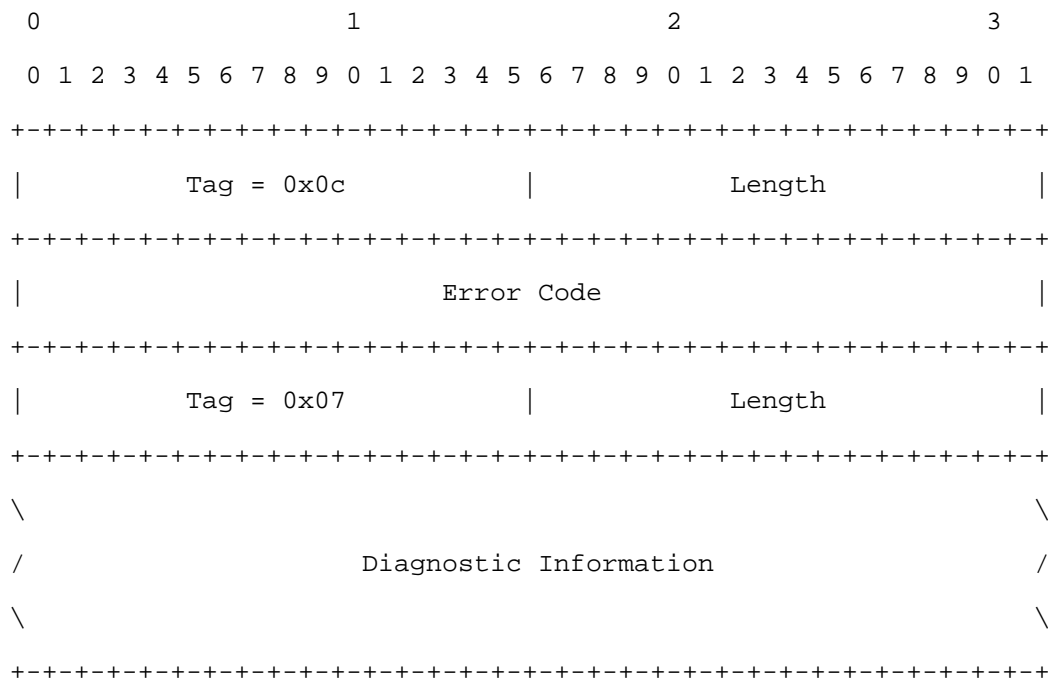 0                   1                   2                   3
 0 1 2 3 4 5 6 7 8 9 0 1 2 3 4 5 6 7 8 9 0 1 2 3 4 5 6 7 8 9 0 1
+-+-+-+-+-+-+-+-+-+-+-+-+-+-+-+-+-+-+-+-+-+-+-+-+-+-+-+-+-+-+-+-+
|          Tag = 0x0c           |            Length             |
+-+-+-+-+-+-+-+-+-+-+-+-+-+-+-+-+-+-+-+-+-+-+-+-+-+-+-+-+-+-+-+-+
|                          Error Code                           |
+-+-+-+-+-+-+-+-+-+-+-+-+-+-+-+-+-+-+-+-+-+-+-+-+-+-+-+-+-+-+-+-+
|          Tag = 0x07           |            Length             |
+-+-+-+-+-+-+-+-+-+-+-+-+-+-+-+-+-+-+-+-+-+-+-+-+-+-+-+-+-+-+-+-+
\                                                               \
/                     Diagnostic Information                    /
\                                                               \
+-+-+-+-+-+-+-+-+-+-+-+-+-+-+-+-+-+-+-+-+-+-+-+-+-+-+-+-+-+-+-+-+